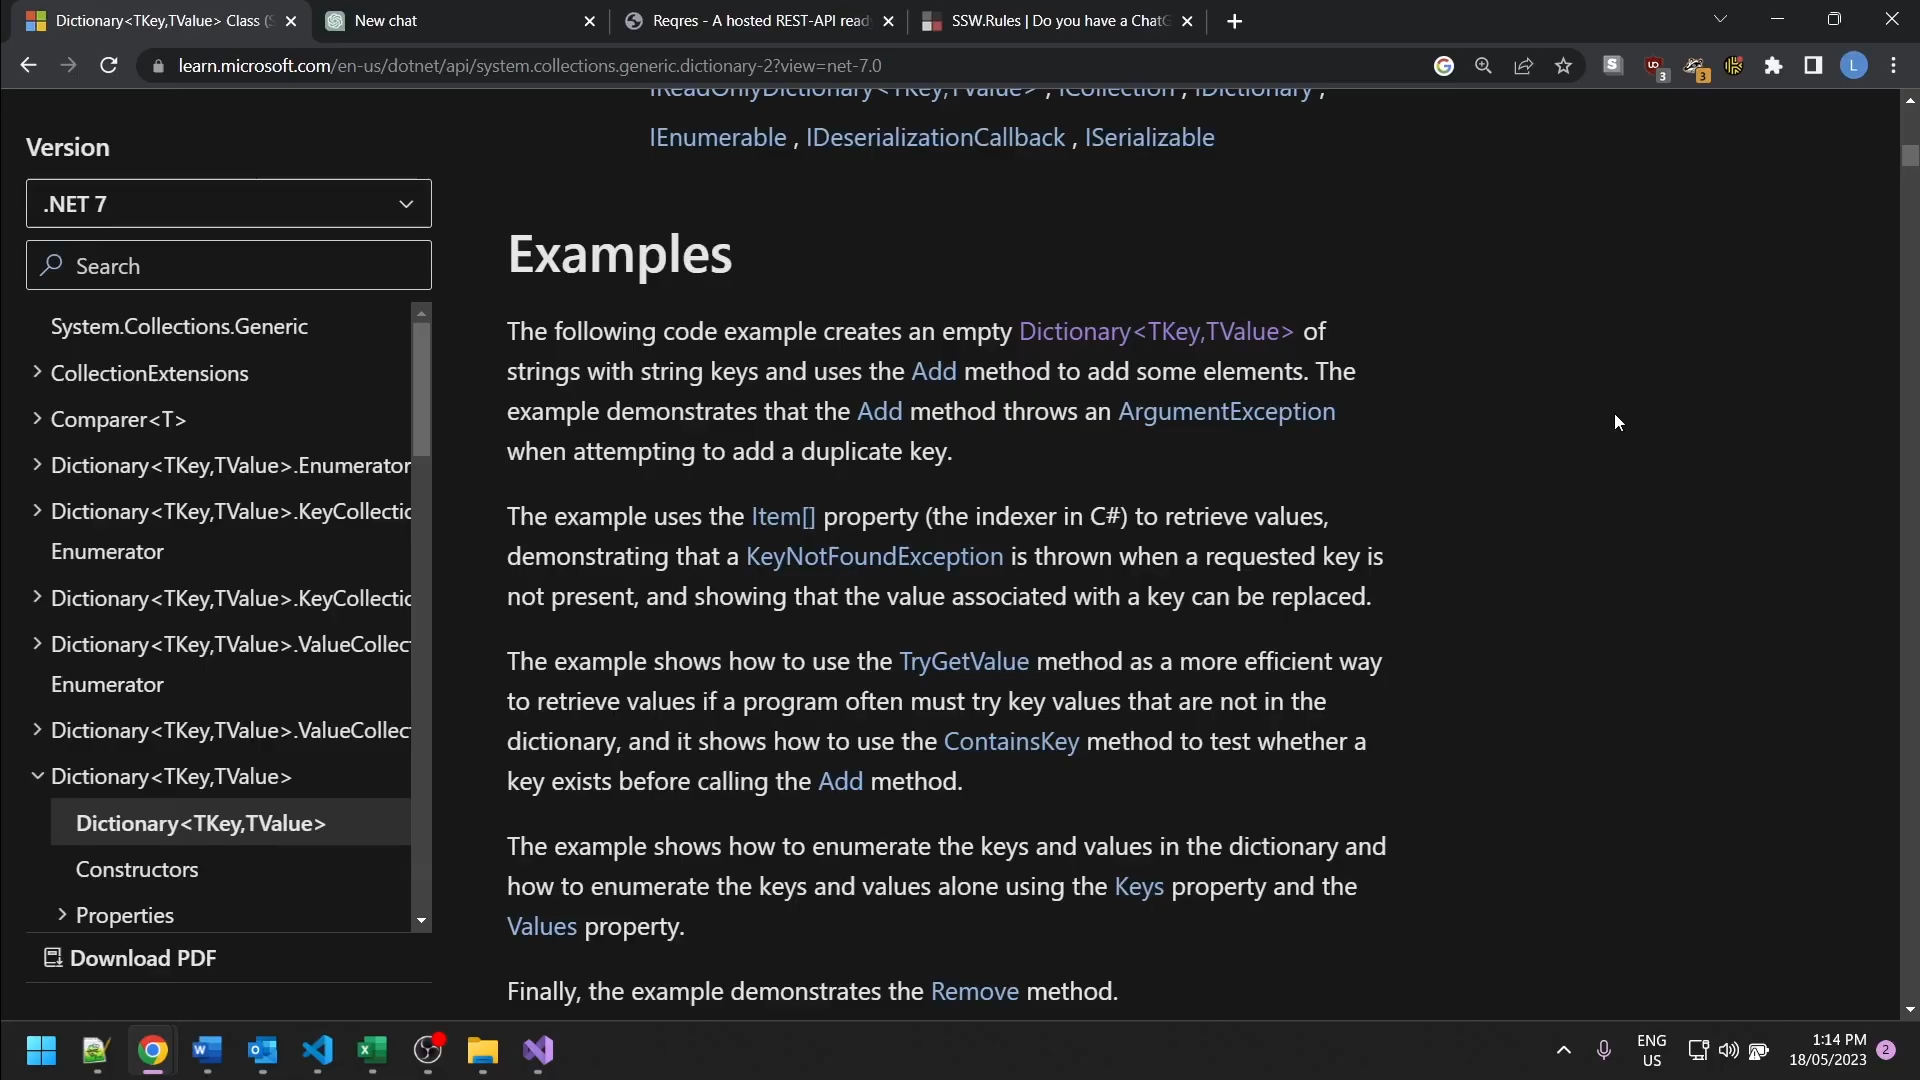 Dictionary<TKey,TValue> Class (S
New chat
Reqres - A hosted REST-API read
SSW.Rules | Do you have a ChatG
learn.microsoft.com/en-us/dotnet/api/system.collections.generic.dictionary-2?view=net-7.0
S
3
3
L
IReadOnlyDictionary<TKey,TValue> , ICollection , IDictionary ,
IEnumerable , IDeserializationCallback , ISerializable
Version
.NET 7
Search
System.Collections.Generic
CollectionExtensions
Comparer<T>
Dictionary<TKey,TValue>.Enumerator
Dictionary<TKey,TValue>.KeyCollectic
Enumerator
Dictionary<TKey,TValue>.KeyCollectic
Dictionary<TKey,TValue>.ValueCollec
Enumerator
Dictionary<TKey,TValue>.ValueCollec
Dictionary<TKey,TValue>
Dictionary<TKey,TValue>
Constructors
Properties
Download PDF
Examples
The following code example creates an empty Dictionary<TKey,TValue> of
strings with string keys and uses the Add method to add some elements. The
example demonstrates that the Add method throws an ArgumentException
when attempting to add a duplicate key.
The example uses the Item[] property (the indexer in C#) to retrieve values,
demonstrating that a KeyNotFoundException is thrown when a requested key is
not present, and showing that the value associated with a key can be replaced.
The example shows how to use the TryGetValue method as a more efficient way
to retrieve values if a program often must try key values that are not in the
dictionary, and it shows how to use the ContainsKey method to test whether a
key exists before calling the Add method.
The example shows how to enumerate the keys and values in the dictionary and
how to enumerate the keys and values alone using the Keys property and the
Values property.
Finally, the example demonstrates the Remove method.
ENG
US
1:14 PM
18/05/2023
2